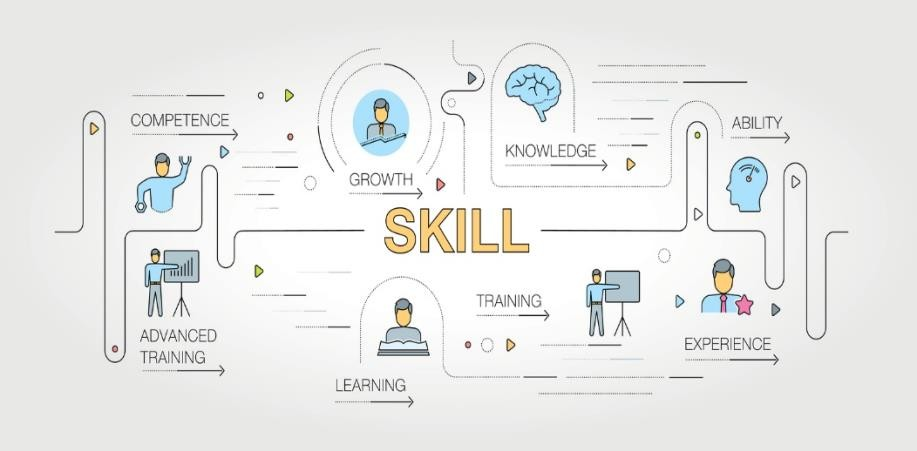 COMPETENCE
GROWTH
KNOWLEDGE
ABILITY
SKILL
ADVANCED
TRAINING
LEARNING
TRAINING
EXPERIENCE